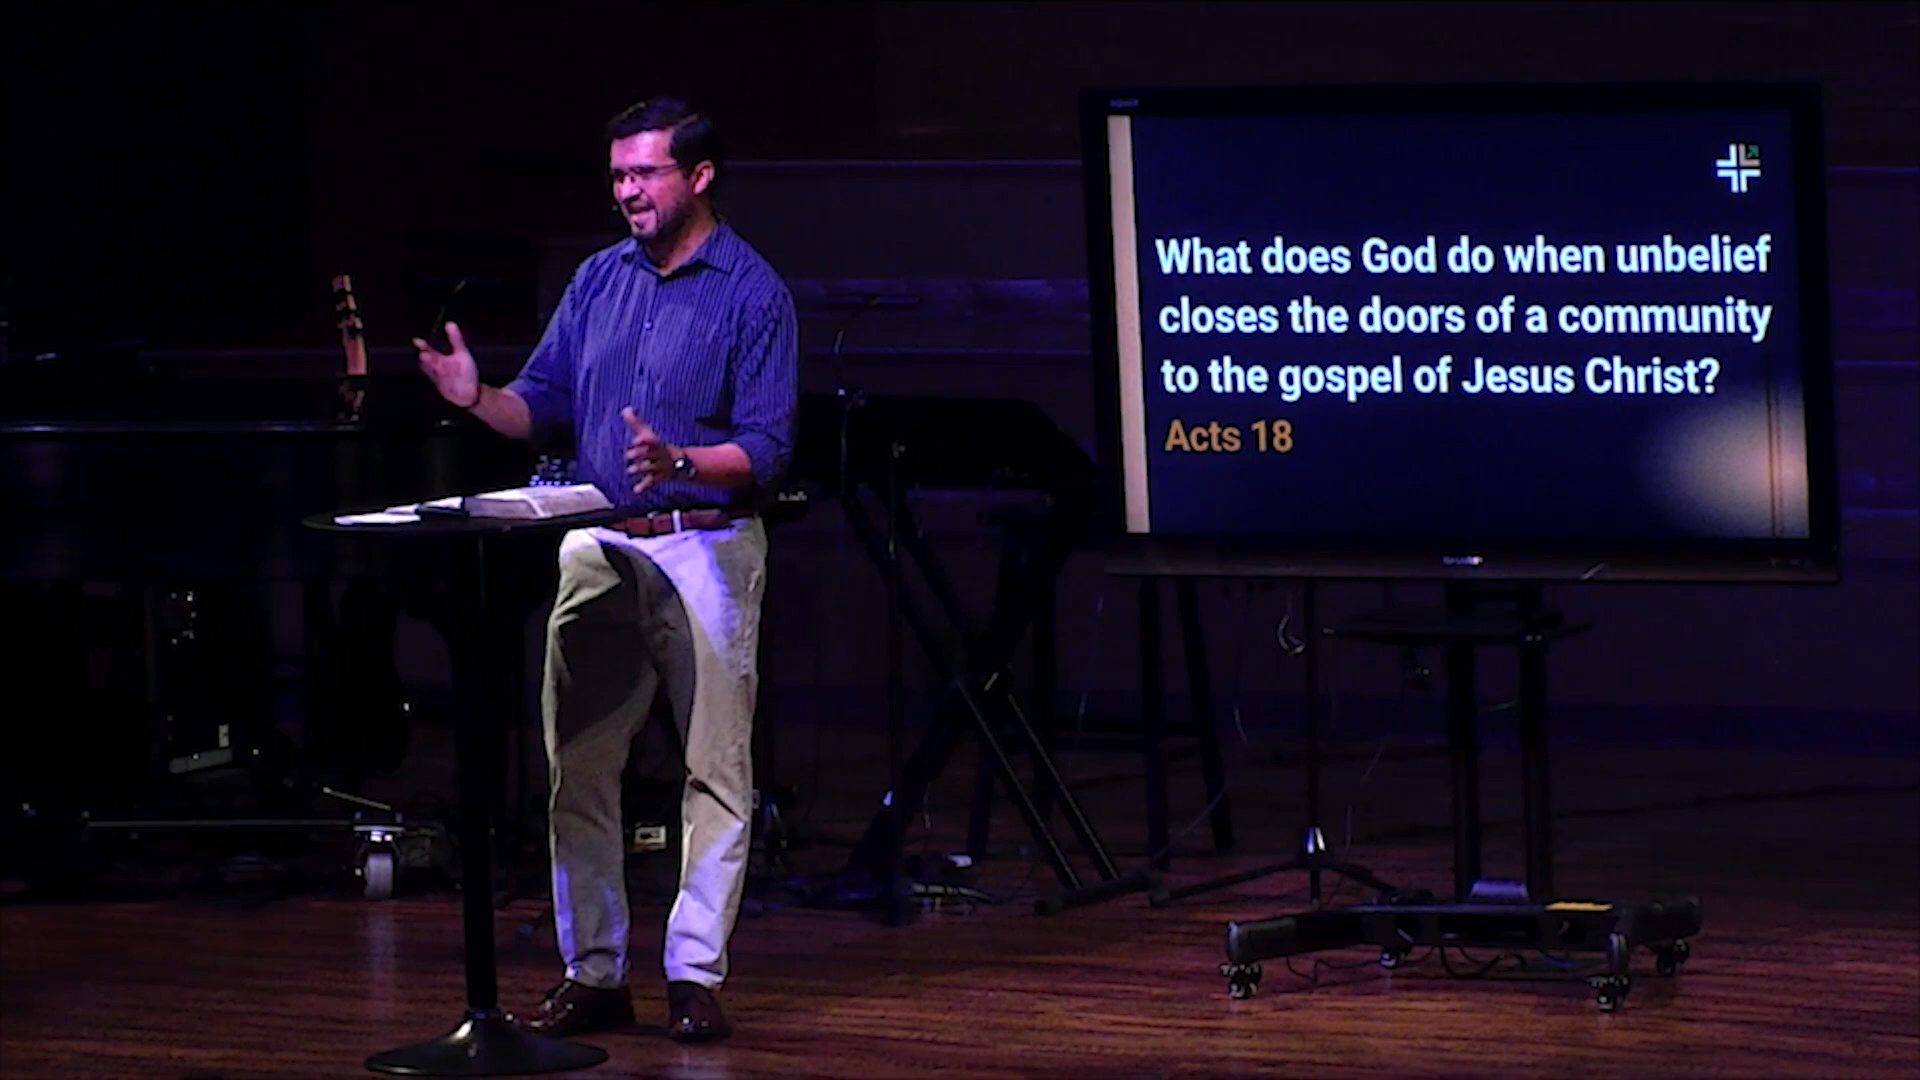 What does God do when unbelief
closes the doors of a community
to the gospel of Jesus Christ?
Acts 18
SHARP